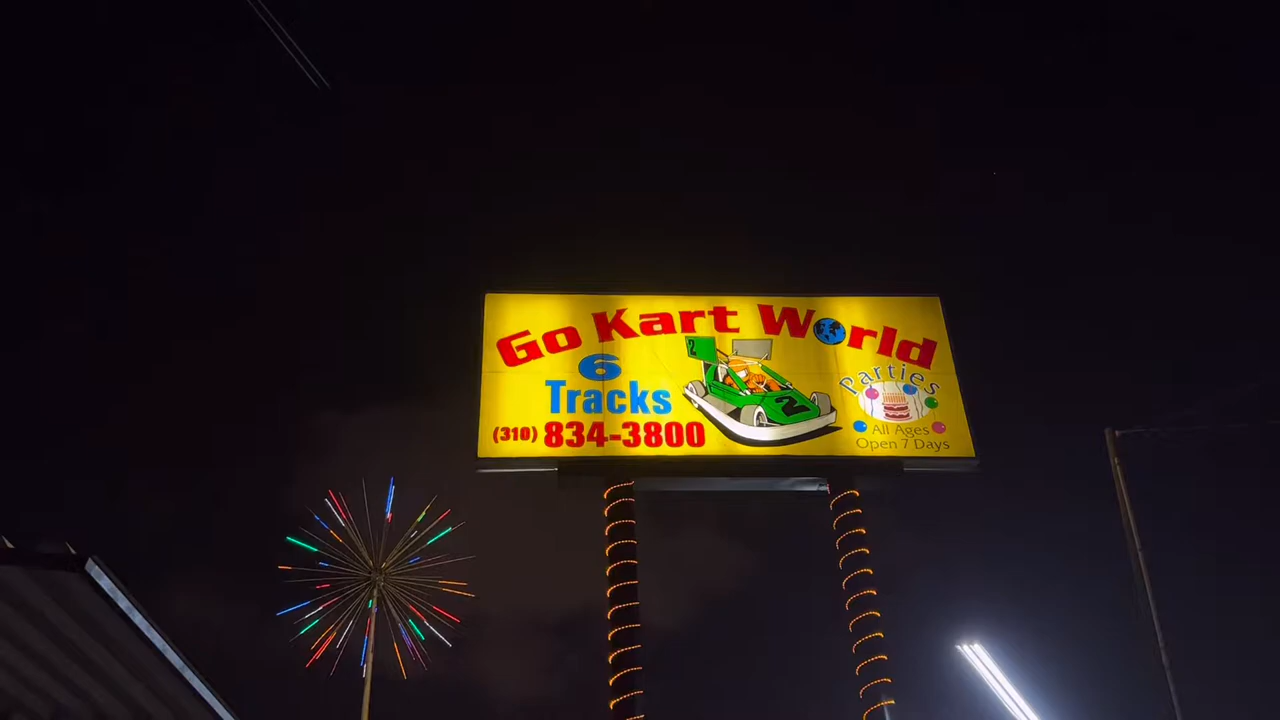 Go Kart World
6
Tracks
(310) 834-3800
2
2
Parties
All Ages
Open 7 Days